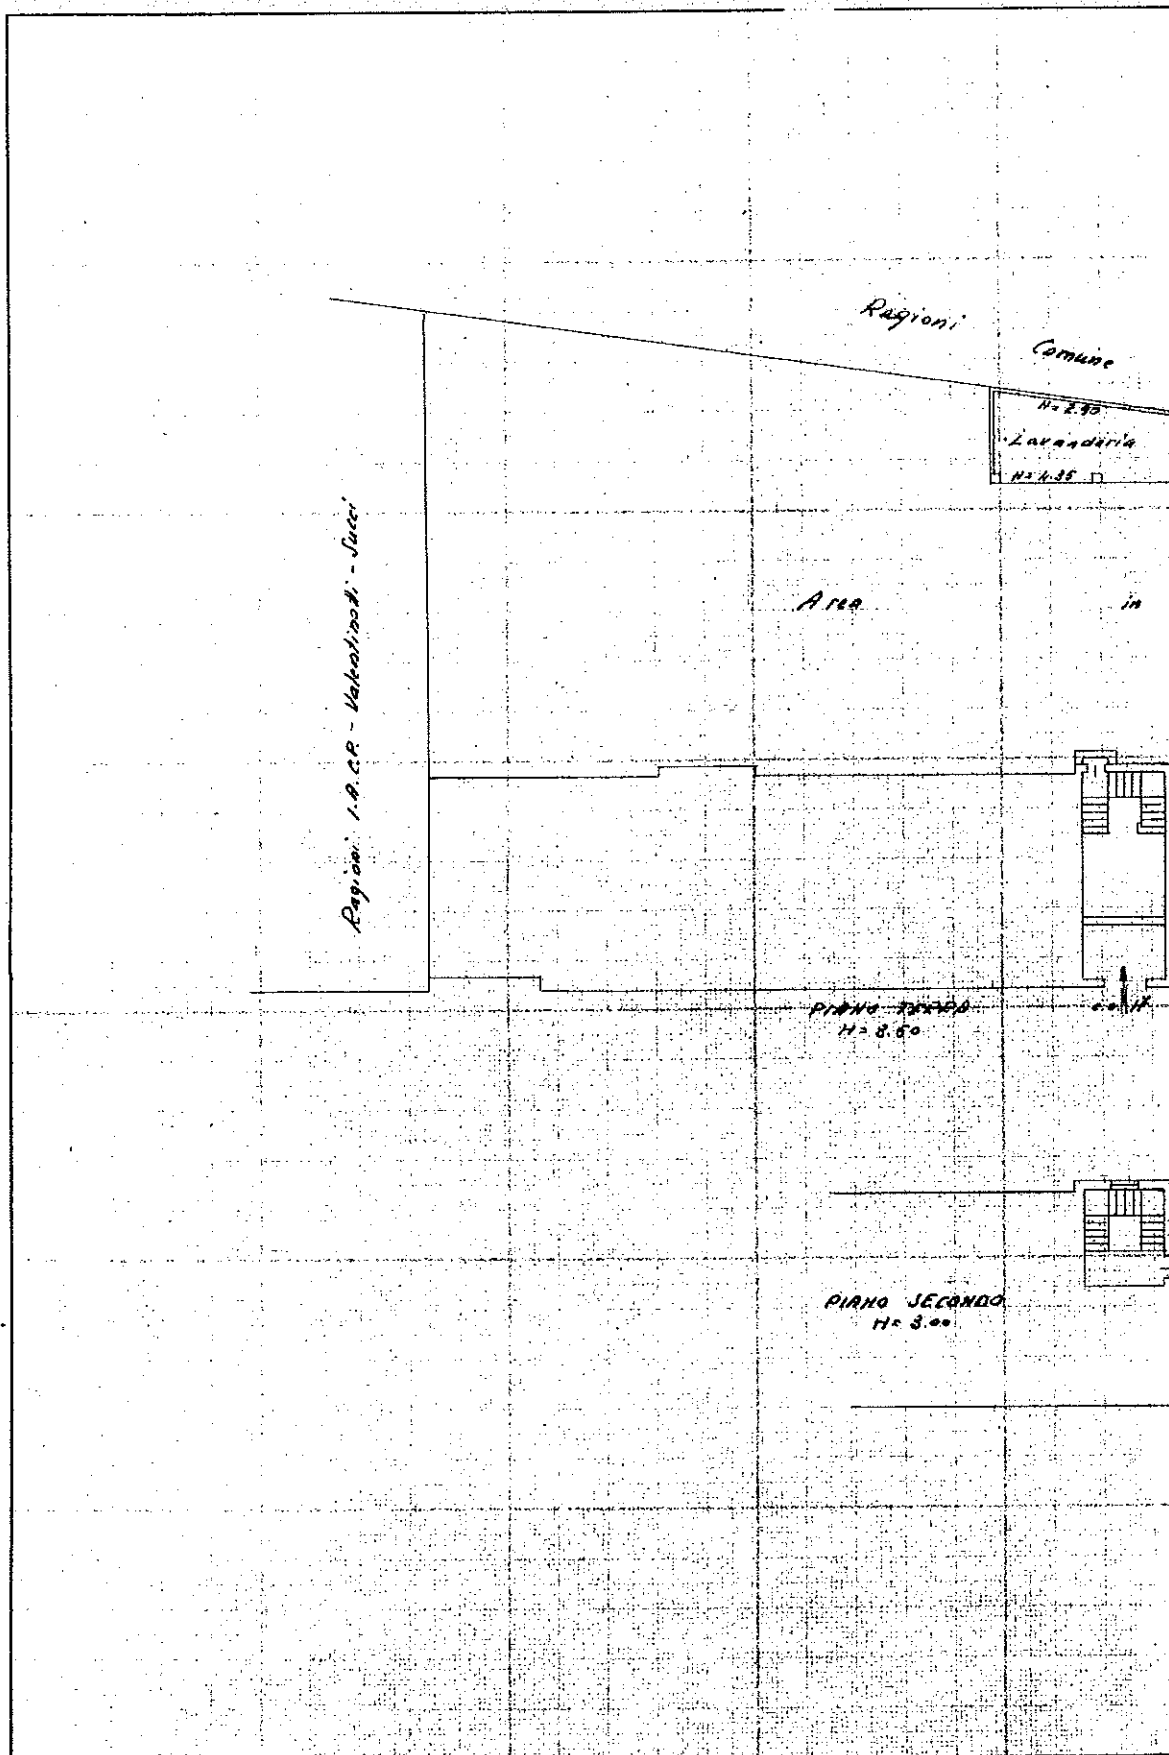 Ragioni
Comune
H= 2.90
Lavanderia
H= 4.35
Ragioni I.A.C.P. - Valentinotti - Succi
Area
in
PIANO TERRA
H= 3.50
PIANO SECONDO
H= 3.00